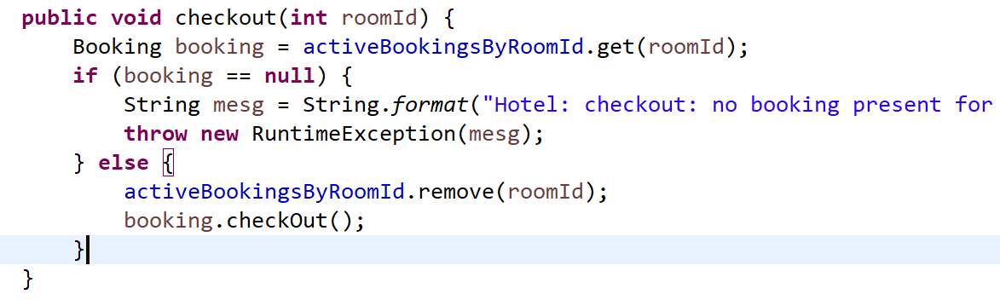 public void checkout(int roomId) {
    Booking booking = activeBookingsByRoomId.get(roomId);
    if (booking == null) {
        String mesg = String.format("Hotel: checkout: no booking present for
        throw new RuntimeException(mesg);
    } else {
        activeBookingsByRoomId.remove(roomId);
        booking.checkOut();
    }
}